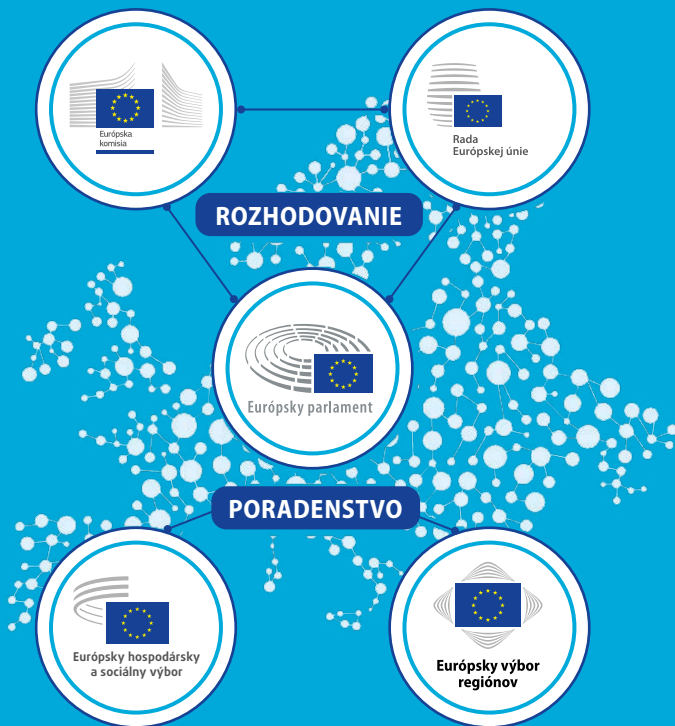 Európska
komisia
Rada
Európskej únie
ROZHODOVANIE
Európsky parlament
PORADENSTVO
Európsky hospodársky
a sociálny výbor
Európsky výbor
regiónov